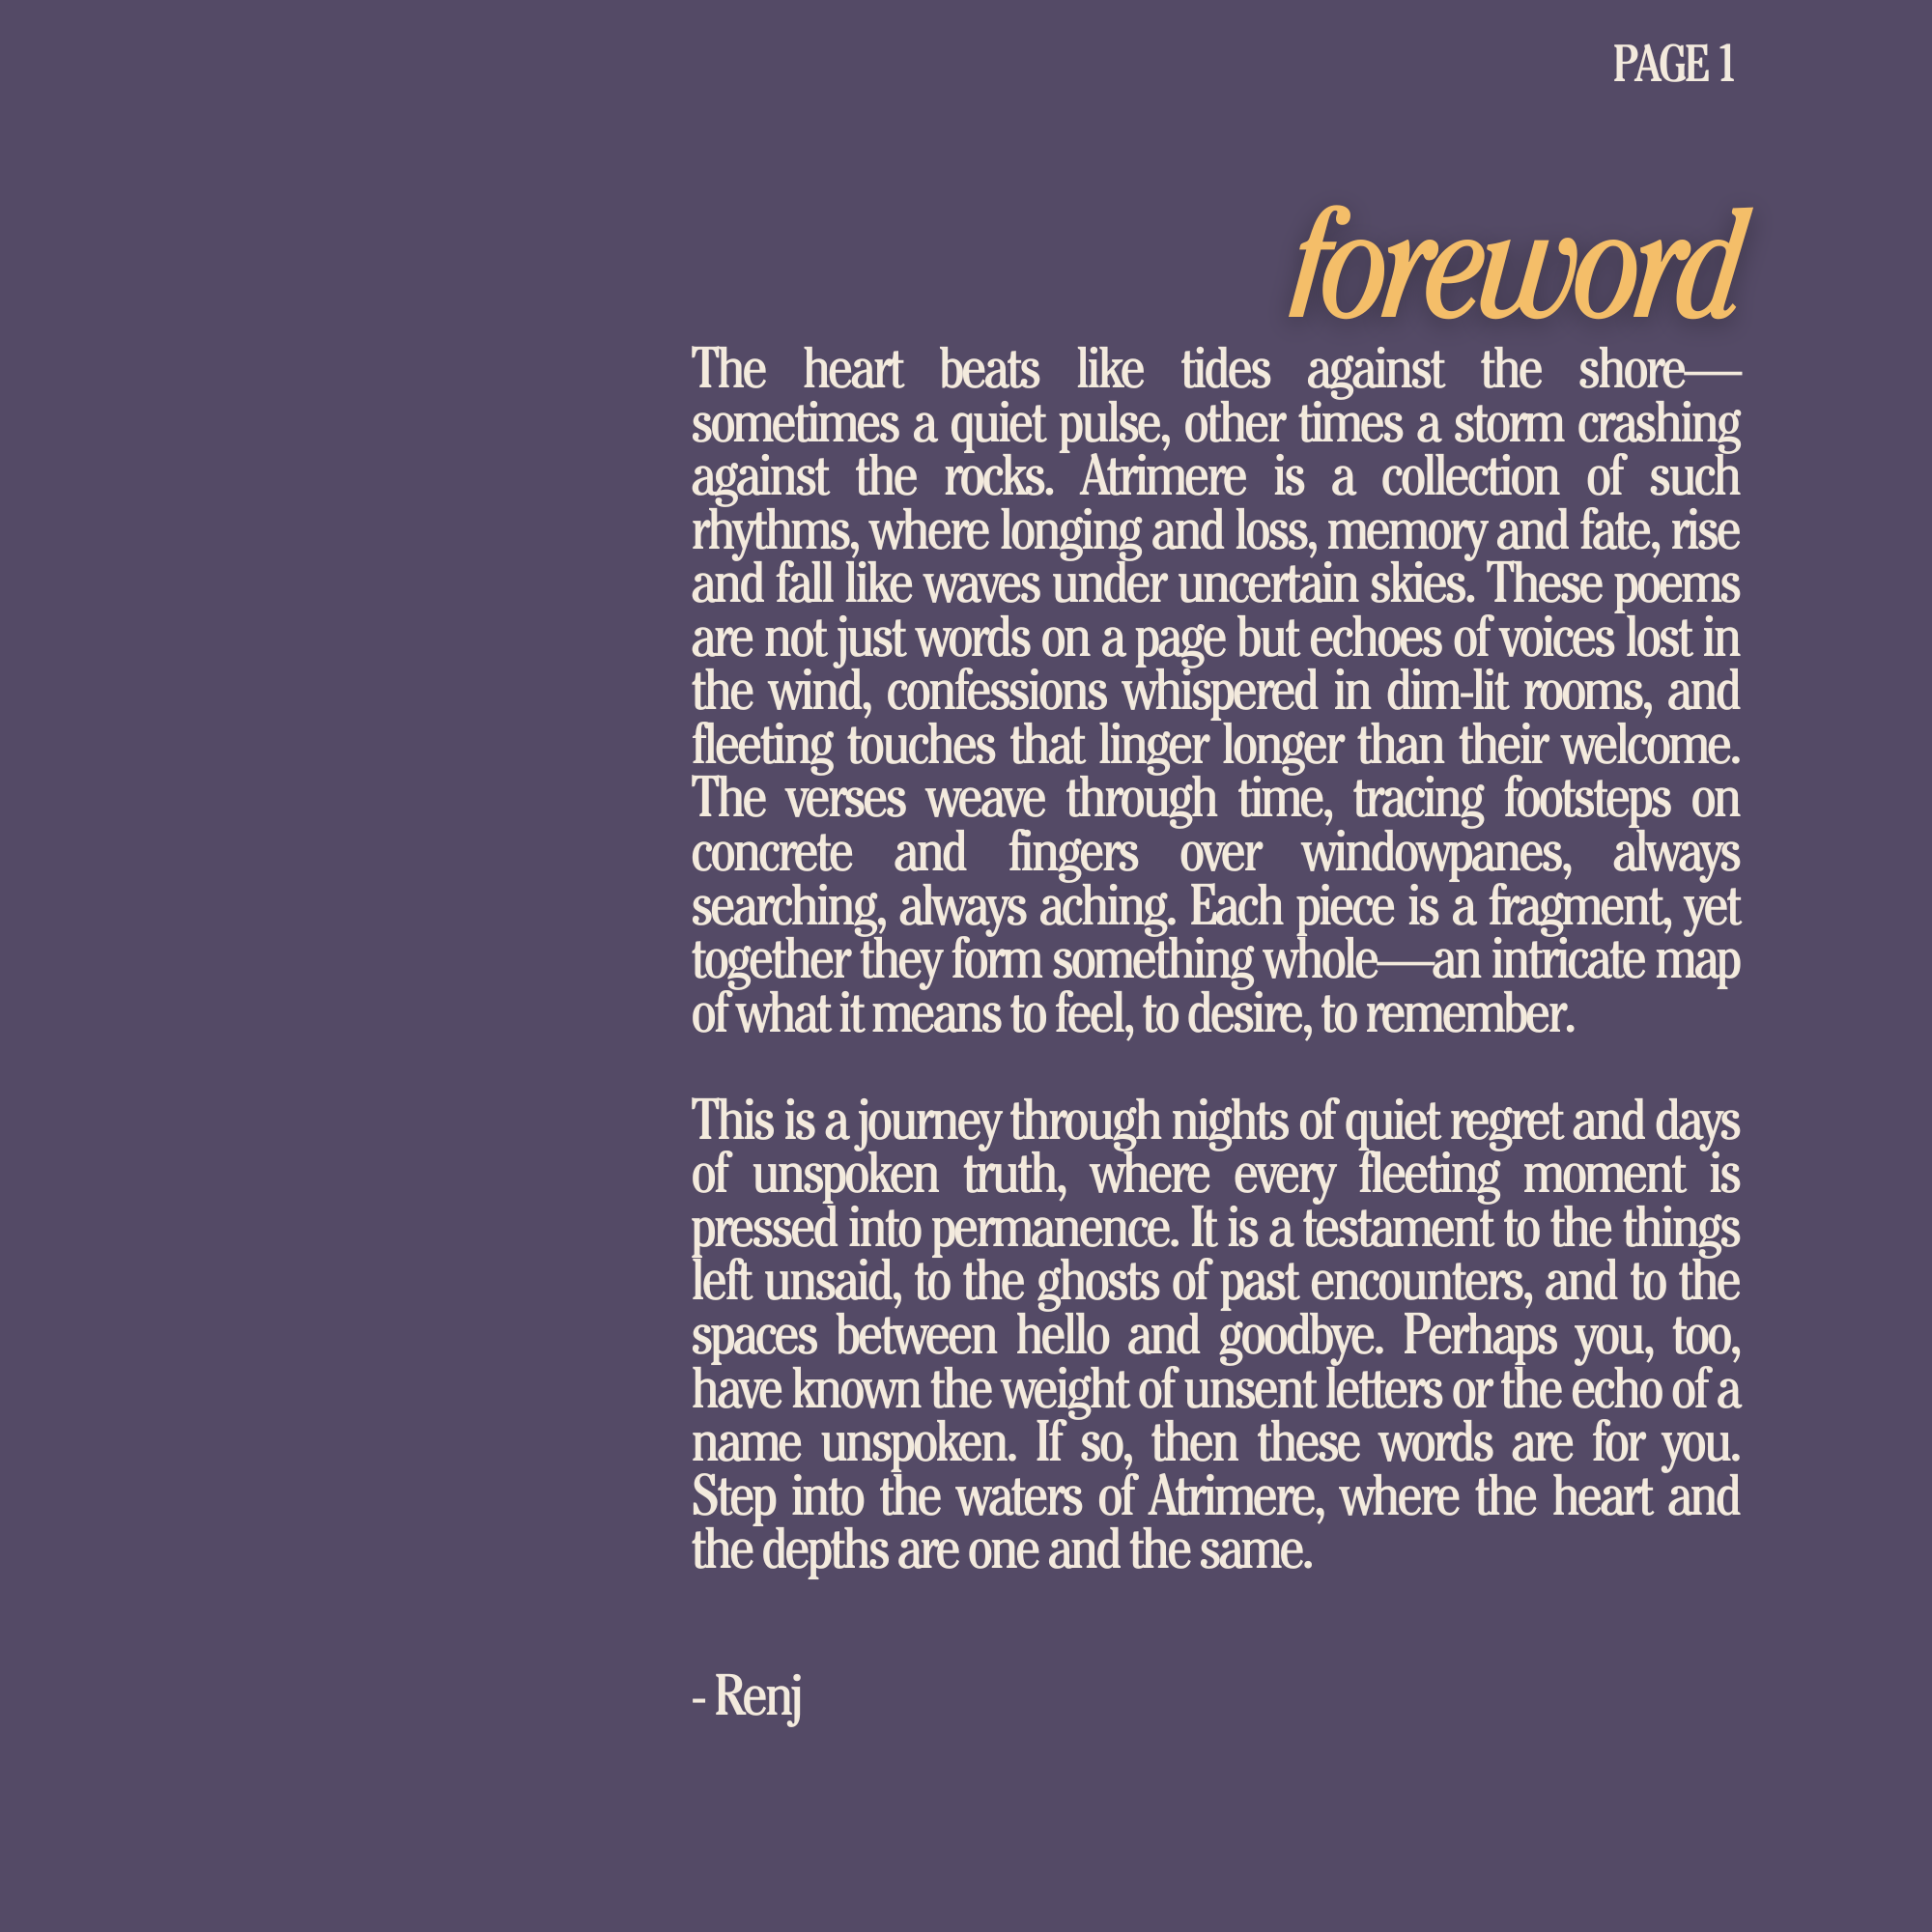 PAGE 1
foreword
The heart beats like tides against the shore—
sometimes a quiet pulse, other times a storm crashing
against the rocks. Atrimere is a collection of such
rhythms, where longing and loss, memory and fate, rise
and fall like waves under uncertain skies. These poems
are not just words on a page but echoes of voices lost in
the wind, confessions whispered in dim-lit rooms, and
fleeting touches that linger longer than their welcome.
The verses weave through time, tracing footsteps on
concrete and fingers over windowpanes, always
searching, always aching. Each piece is a fragment, yet
together they form something whole—an intricate map
of what it means to feel, to desire, to remember.
This is a journey through nights of quiet regret and days
of unspoken truth, where every fleeting moment is
pressed into permanence. It is a testament to the things
left unsaid, to the ghosts of past encounters, and to the
spaces between hello and goodbye. Perhaps you, too,
have known the weight of unsent letters or the echo of a
name unspoken. If so, then these words are for you.
Step into the waters of Atrimere, where the heart and
the depths are one and the same.
- Renj